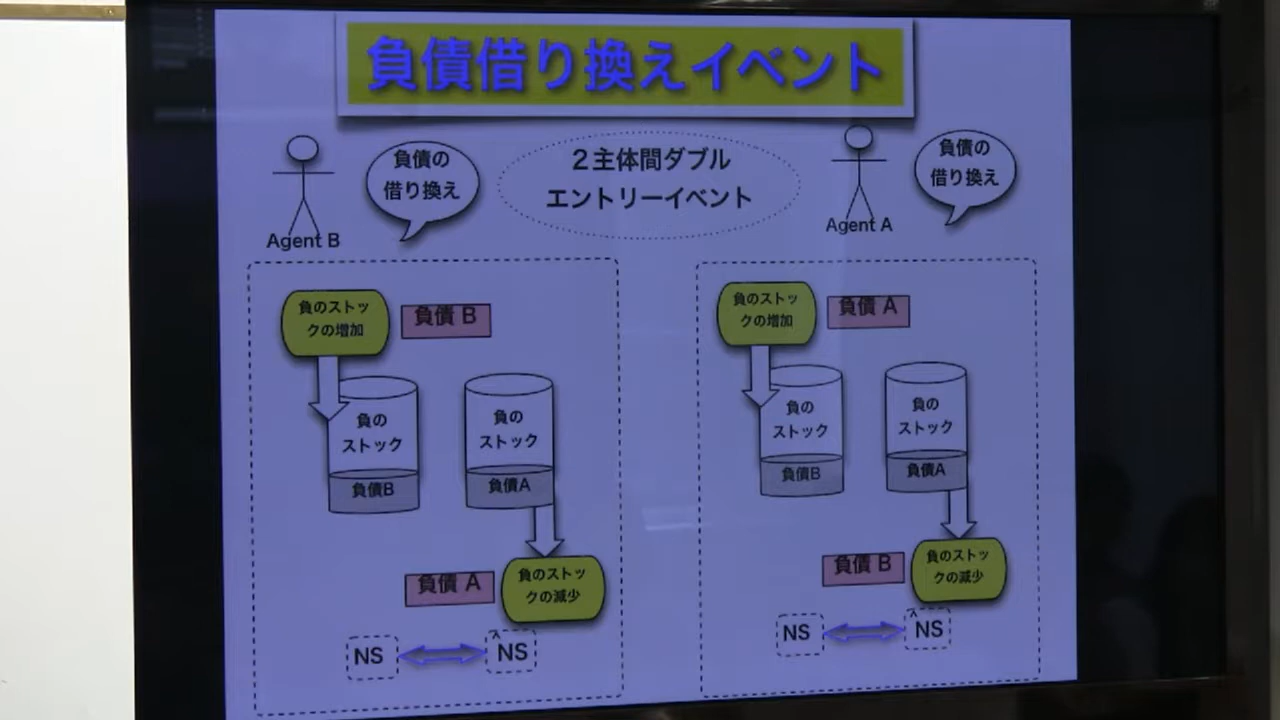 負債借り換えイベント
負債の
借り換え
Agent B
2主体間ダブル
エントリーイベント
負債の
借り換え
Agent A
負のストッ
クの増加
負債 B
負の
ストック
負債B
負の
ストック
負債A
負債 A
負のストッ
クの減少
NS
^
NS
負のストッ
クの増加
負債 A
負の
ストック
負債B
負の
ストック
負債A
負債 B
負のストッ
クの減少
NS
^
NS